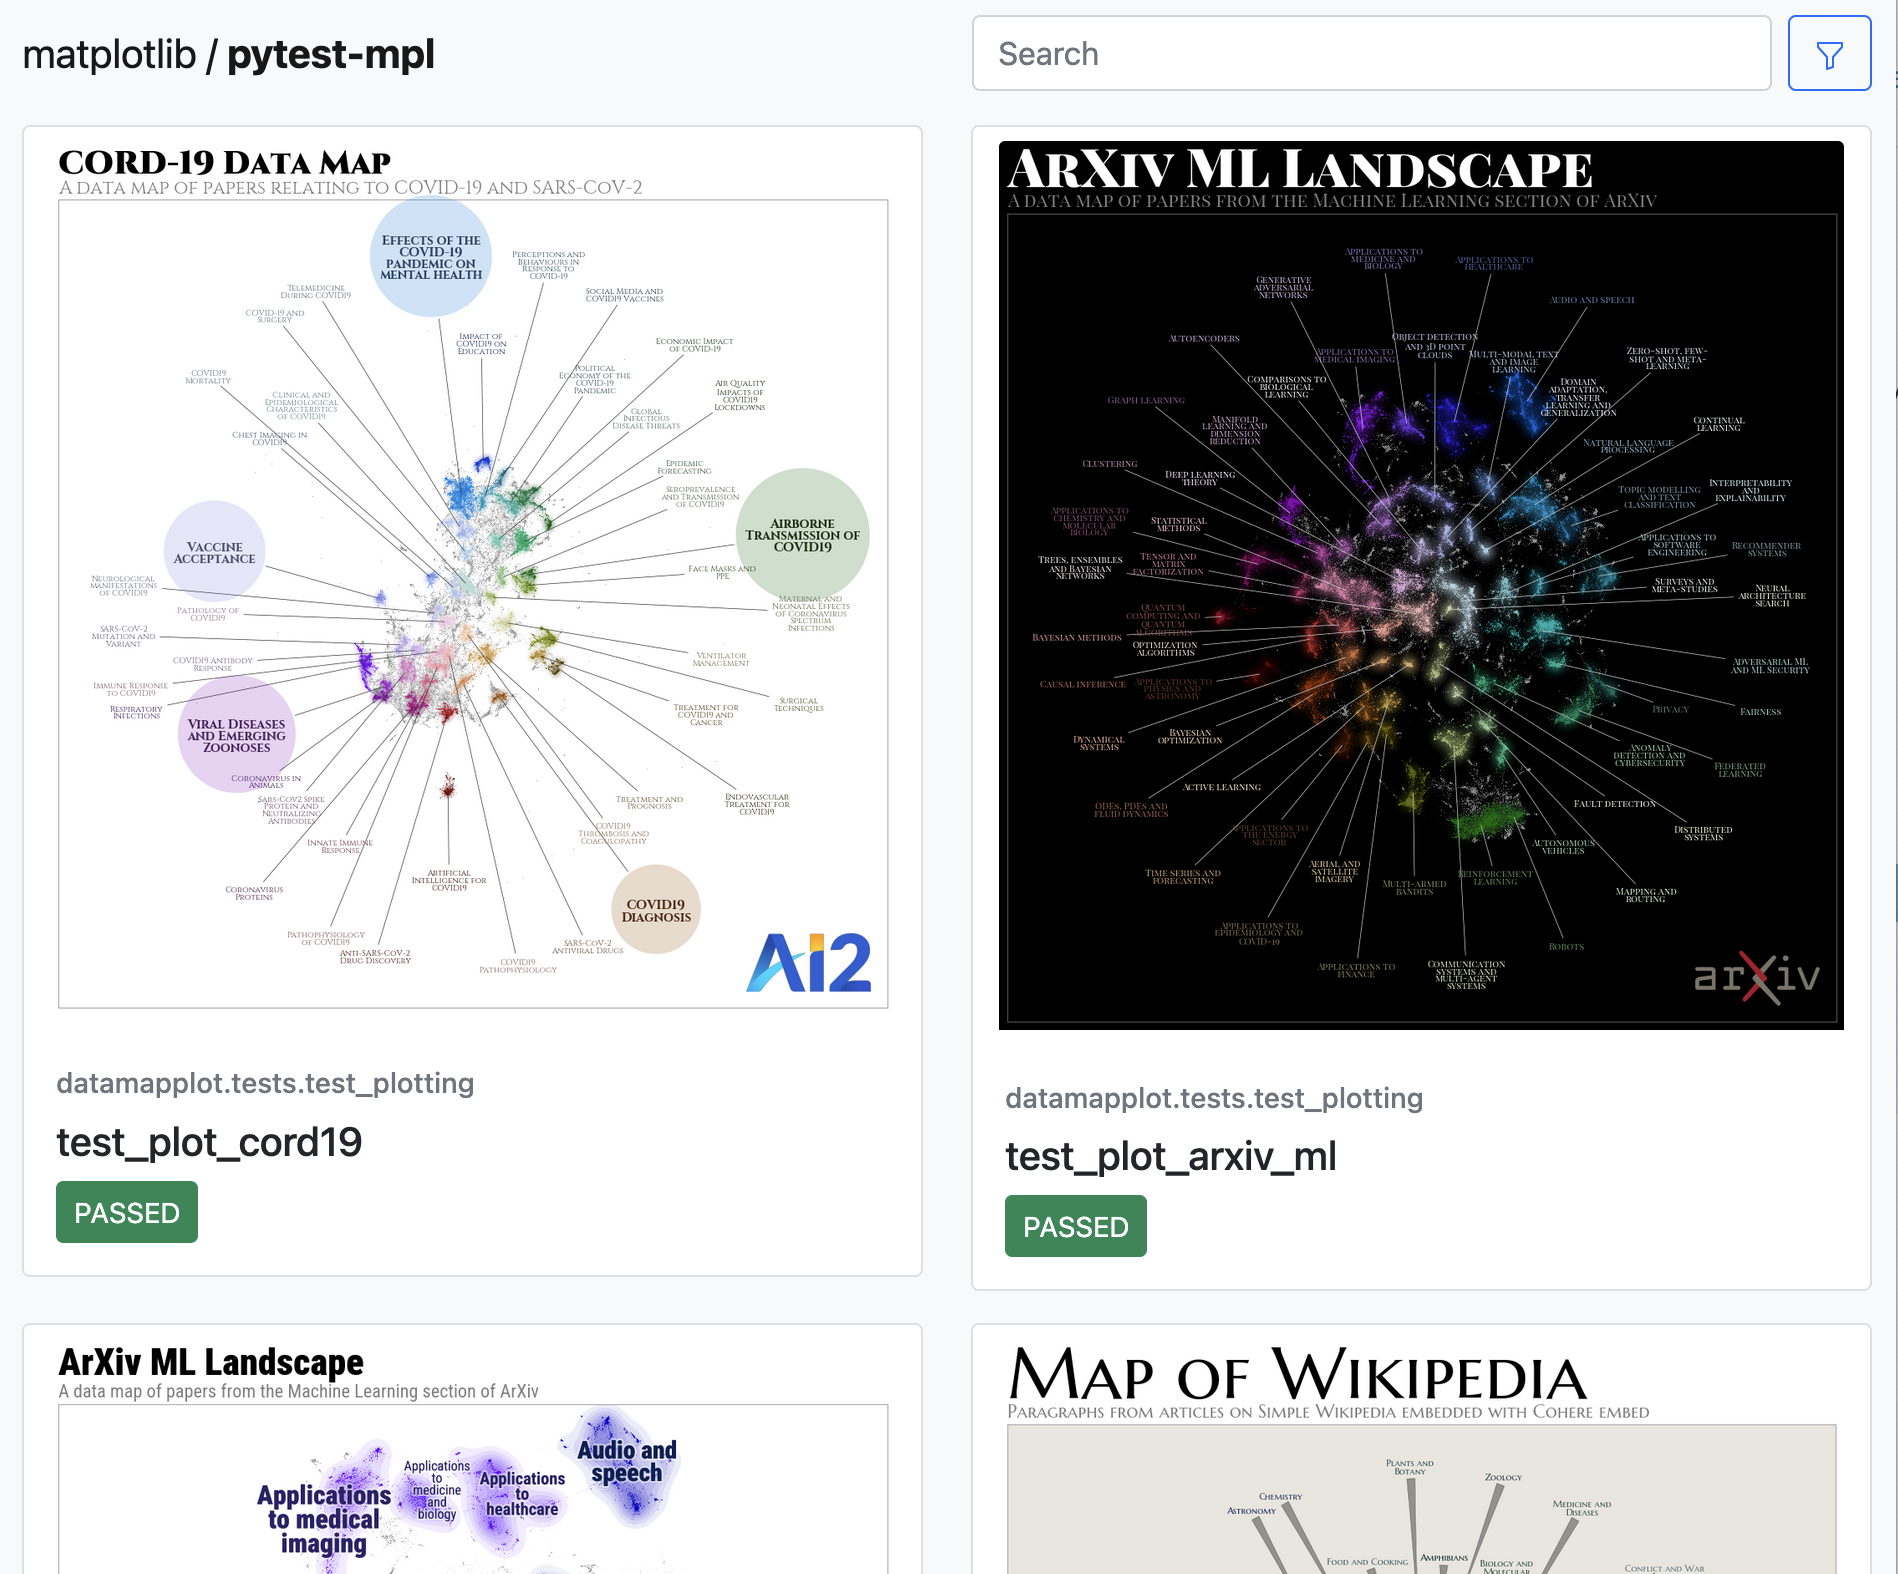 matplotlib / pytest-mpl
Search
CORD-19 DATA MAP
A DATA MAP OF PAPERS RELATING TO COVID-19 AND SARS-COV-2
EFFECTS OF THE
COVID-19
PANDEMIC ON
MENTAL HEALTH
PERCEPTIONS AND
BEHAVIOURS IN
RESPONSE TO
COVID-19
TELEMEDICINE
DURING COVID19
SOCIAL MEDIA AND
COVID19 VACCINES
COVID-19 AND
SURGERY
IMPACT OF
COVID19 ON
EDUCATION
ECONOMIC IMPACT
OF COVID-19
COVID19
MORTALITY
POLITICAL
ECONOMY OF THE
COVID-19
PANDEMIC
AIR QUALITY
IMPACTS OF
COVID19
LOCKDOWNS
CLINICAL AND
EPIDEMIOLOGICAL
CHARACTERISTICS
OF COVID19
GLOBAL
INFECTIOUS
DISEASE THREATS
CHEST IMAGING IN
COVID19
EPIDEMIC
FORECASTING
SEROPREVALENCE
AND TRANSMISSION
OF COVID19
AIRBORNE
TRANSMISSION OF
COVID19
VACCINE
ACCEPTANCE
FACE MASKS AND
PPE
NEUROLOGICAL
MANIFESTATIONS
OF COVID19
MATERNAL AND
NEONATAL EFFECTS
OF CORONAVIRUS
SPECTRUM
INFECTIONS
PATHOLOGY OF
COVID19
SARS-COV-2
MUTATION AND
VARIANT
COVID19 ANTIBODY
RESPONSE
VENTILATOR
MANAGEMENT
IMMUNE RESPONSE
TO COVID19
RESPIRATORY
INFECTIONS
SURGICAL
TECHNIQUES
TREATMENT FOR
COVID19 AND
CANCER
VIRAL DISEASES
AND EMERGING
ZOONOSES
CORONAVIRUS IN
ANIMALS
SARS-COV2 SPIKE
PROTEIN AND
NEUTRALIZING
ANTIBODIES
TREATMENT AND
PROGNOSIS
ENDOVASCULAR
TREATMENT FOR
COVID19
COVID19
THROMBOSIS AND
COAGULOPATHY
INNATE IMMUNE
RESPONSE
ARTIFICIAL
INTELLIGENCE FOR
COVID19
CORONAVIRUS
PROTEINS
COVID19
DIAGNOSIS
PATHOPHYSIOLOGY
OF COVID19
ANTI-SARS-COV-2
DRUG DISCOVERY
SARS-COV-2
ANTIVIRAL DRUGS
COVID19
PATHOPHYSIOLOGY
Ai2
datamapplot.tests.test_plotting
test_plot_cord19
PASSED
ARXIV ML LANDSCAPE
A DATA MAP OF PAPERS FROM THE MACHINE LEARNING SECTION OF ARXIV
APPLICATIONS TO
MEDICINE AND
BIOLOGY
APPLICATIONS TO
HEALTHCARE
GENERATIVE
ADVERSARIAL
NETWORKS
AUDIO AND SPEECH
AUTOENCODERS
OBJECT DETECTION
AND 3D POINT
CLOUDS
APPLICATIONS TO
MEDICAL IMAGING
MULTI-MODAL TEXT
AND IMAGE
LEARNING
ZERO-SHOT, FEW-
SHOT AND META-
LEARNING
COMPARISONS TO
BIOLOGICAL
LEARNING
DOMAIN
ADAPTATION,
TRANSFER
LEARNING AND
GENERALIZATION
GRAPH LEARNING
MANIFOLD
LEARNING AND
DIMENSION
REDUCTION
CONTINUAL
LEARNING
NATURAL LANGUAGE
PROCESSING
CLUSTERING
DEEP LEARNING
THEORY
TOPIC MODELLING
AND TEXT
CLASSIFICATION
INTERPRETABILITY
AND
EXPLAINABILITY
APPLICATIONS TO
CHEMISTRY AND
MOLECULAR
BIOLOGY
STATISTICAL
METHODS
APPLICATIONS TO
SOFTWARE
ENGINEERING
RECOMMENDER
SYSTEMS
TREES, ENSEMBLES
AND BAYESIAN
NETWORKS
TENSOR AND
MATRIX
FACTORIZATION
SURVEYS AND
META-STUDIES
NEURAL
ARCHITECTURE
SEARCH
QUANTUM
COMPUTING AND
QUANTUM
ALGORITHMS
BAYESIAN METHODS
OPTIMIZATION
ALGORITHMS
ADVERSARIAL ML
AND ML SECURITY
CAUSAL INFERENCE
APPLICATIONS TO
PHYSICS AND
ASTRONOMY
PRIVACY
FAIRNESS
DYNAMICAL
SYSTEMS
BAYESIAN
OPTIMIZATION
ANOMALY
DETECTION AND
CYBERSECURITY
FEDERATED
LEARNING
ACTIVE LEARNING
ODES, PDES AND
FLUID DYNAMICS
FAULT DETECTION
APPLICATIONS TO
THE ENERGY
SECTOR
DISTRIBUTED
SYSTEMS
AUTONOMOUS
VEHICLES
TIME SERIES AND
FORECASTING
AERIAL AND
SATELLITE
IMAGERY
MULTI-ARMED
BANDITS
REINFORCEMENT
LEARNING
MAPPING AND
ROUTING
APPLICATIONS TO
EPIDEMIOLOGY AND
COVID-19
ROBOTS
APPLICATIONS TO
FINANCE
COMMUNICATION
SYSTEMS AND
MULTI-AGENT
SYSTEMS
arXiv
datamapplot.tests.test_plotting
test_plot_arxiv_ml
PASSED
ArXiv ML Landscape
A data map of papers from the Machine Learning section of ArXiv
Audio and
speech
Applications
to
medicine
and
biology
Applications
to
healthcare
Applications
to medical
imaging
MAP OF WIKIPEDIA
PARAGRAPHS FROM ARTICLES ON SIMPLE WIKIPEDIA EMBEDDED WITH COHERE EMBED
PLANTS AND
BOTANY
ZOOLOGY
CHEMISTRY
ASTRONOMY
MEDICINE AND
DISEASES
FOOD AND COOKING
AMPHIBIANS
BIOLOGY AND
MOLECULAR
CONFLICT AND WAR